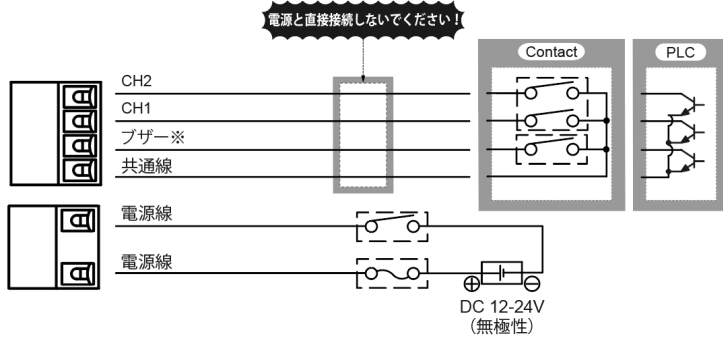 電源と直接接続しないでください！
Contact
PLC
CH2
CH1
ブザー※
共通線
電源線
電源線
DC 12-24V
（無極性）